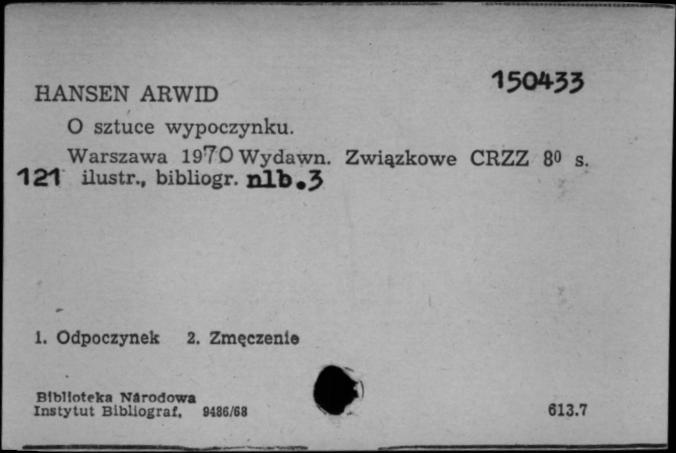 150433
HANSEN ARWID
O sztuce wypoczynku.
Warszawa 1970 Wydawn. Związkowe CRZZ 8⁰ s.
121 ilustr., bibliogr. nlb.3
1. Odpoczynek 2. Zmęczenie
Biblioteka Narodowa
Instytut Bibliograf. 9486/68
613.7